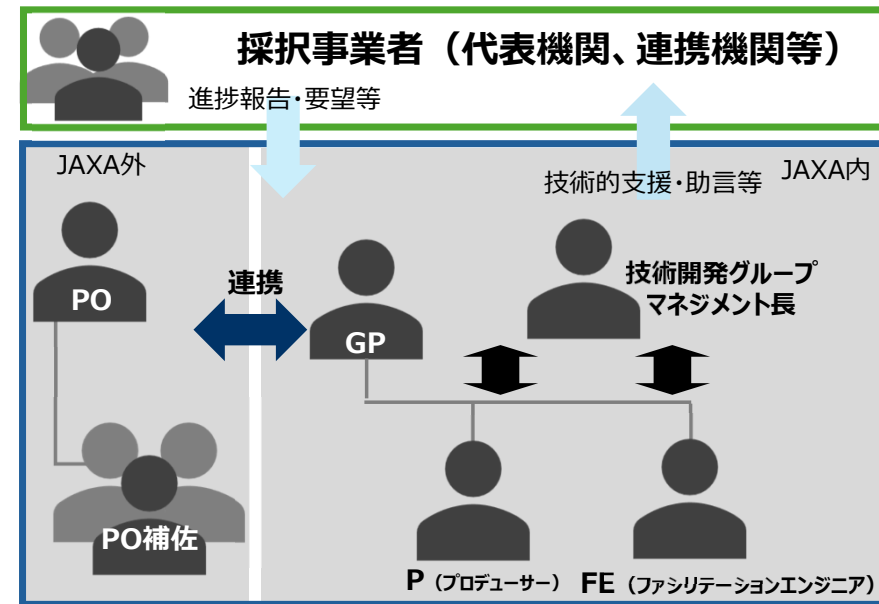 採択事業者（代表機関、連携機関等）
進捗報告・要望等
JAXA外
技術的支援・助言等
JAXA内
PO
連携
GP
技術開発グループ
マネジメント長
PO補佐
P（プロデューサー）
FE（ファシリテーションエンジニア）